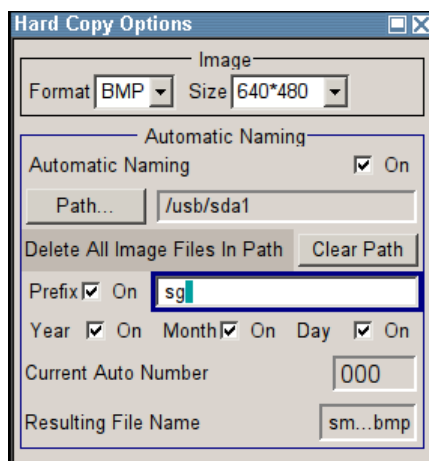 Hard Copy Options
Image
Format BMP Size 640*480
Automatic Naming
Automatic Naming On
Path... /usb/sda1
Delete All Image Files In Path Clear Path
Prefix On sg
Year On Month On Day On
Current Auto Number 000
Resulting File Name sm...bmp